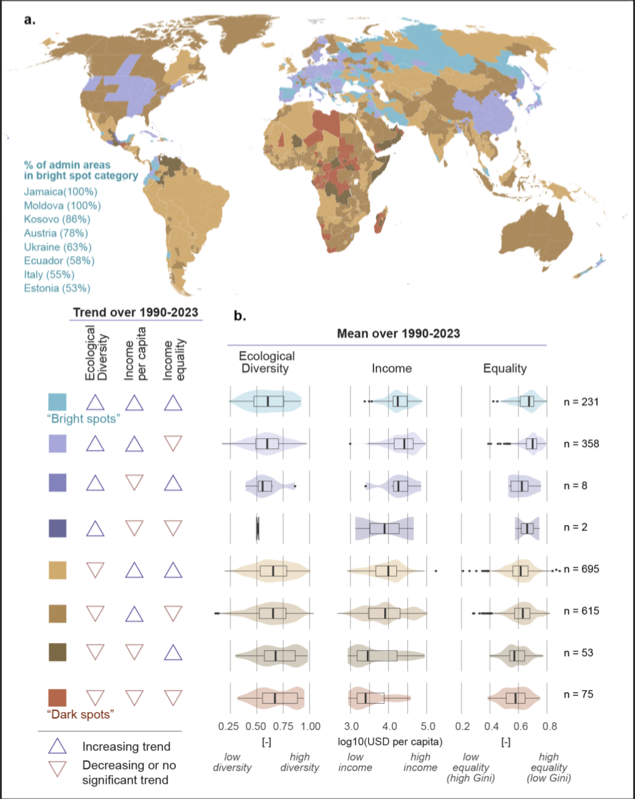 a.
% of admin areas
in bright spot category
Jamaica(100%)
Moldova (100%)
Kosovo (86%)
Austria (78%)
Ukraine (63%)
Ecuador (58%)
Italy (55%)
Estonia (53%)
Trend over 1990-2023
Ecological
Diversity
Income
per capita
Income
equality
b.
Mean over 1990-2023
Ecological
Diversity
Income
Equality
"Bright spots"
n = 231
n = 358
n = 8
n = 2
n = 695
n = 615
n = 53
n = 75
"Dark spots"
0.25 0.50 0.75 1.00
3.0 4.0 5.0
0.2 0.4 0.6 0.8
[-]
log10(USD per capita)
[-]
low
diversity
high
diversity
low
income
high
income
low
equality
(high Gini)
high
equality
(low Gini)
Increasing trend
Decreasing or no
significant trend